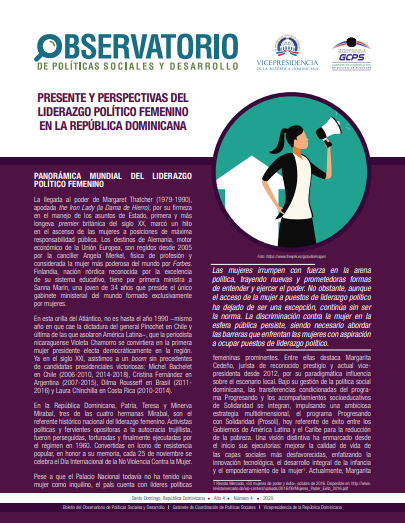 OBSERVATORIO
DE POLÍTICAS SOCIALES Y DESARROLLO
VICEPRESIDENCIA
DE LA REPÚBLICA DOMINICANA
GCPS
PRESENTE Y PERSPECTIVAS DEL
LIDERAZGO POLÍTICO FEMENINO
EN LA REPÚBLICA DOMINICANA
PANORÁMICA MUNDIAL DEL LIDERAZGO
POLÍTICO FEMENINO
La llegada al poder de Margaret Thatcher (1979-1990),
apodada the Iron Lady (la Dama de Hierro), por su firmeza
en el manejo de los asuntos de Estado, primera y más
longeva premier británica del siglo XX, marcó un hito
en el ascenso de las mujeres a posiciones de máxima
responsabilidad pública. Los destinos de Alemania, motor
económico de la Unión Europea, son regidos desde 2005
por la canciller Angela Merkel, física de profesión y
considerada la mujer más poderosa del mundo por Forbes.
Finlandia, nación nórdica reconocida por la excelencia
de su sistema educativo, tiene por primera ministra a
Sanna Marin, una joven de 34 años que preside el único
gabinete ministerial del mundo formado exclusivamente
por mujeres.
En esta orilla del Atlántico, no es hasta el año 1990 –mismo
año en que cae la dictadura del general Pinochet en Chile y
última de las que asolaron América Latina–, que la periodista
nicaraguense Violeta Chamorro se convierte en la primera
mujer presidente electa democráticamente en la región.
Ya en el siglo XXI, asistimos a un boom sin precedentes
de candidatas presidenciales victoriosas: Michel Bachelet
en Chile (2006-2010, 2014-2018), Cristina Fernández en
Argentina (2007-2015), Dilma Rousseff en Brasil (2011-
2016) y Laura Chinchilla en Costa Rica (2010-2014).
En la República Dominicana, Patria, Teresa y Minerva
Mirabal, tres de las cuatro hermanas Mirabal, son el
referente histórico nacional del liderazgo femenino. Activistas
políticas y fervientes opositoras a la autocracia trujillista,
fueron perseguidas, torturadas y finalmente ejecutadas por
el régimen en 1960. Convertidas en ícono de resistencia
popular, en honor a su memoria, cada 25 de noviembre se
celebra el Día Internacional de la No Violencia Contra la Mujer.
Pese a que el Palacio Nacional todavía no ha tenido una
mujer como inquilino, el país cuenta con líderes políticas
Las mujeres irrumpen con fuerza en la arena
política, trayendo nuevas y prometedoras formas
de entender y ejercer el poder. No obstante, aunque
el acceso de la mujer a puestos de liderazgo político
ha dejado de ser una excepción, continúa sin ser
la norma. La discriminación contra la mujer en la
esfera pública persiste, siendo necesario abordar
las barreras que enfrentan las mujeres con aspiración
a ocupar puestos de liderazgo político.
femeninas prominentes. Entre ellas destaca Margarita
Cedeño, jurista de reconocido prestigio y actual vice-
presidenta desde 2012, por su paradigmática influencia
sobre el escenario local. Bajo su gestión de la política social
dominicana, las transferencias condicionadas del progra-
ma Progresando y los acompañamientos socioeducativos
de Solidaridad se integran, impulsando una ambiciosa
estrategia multidimensional, el programa Progresando
con Solidaridad (Prosoli), hoy referente de éxito entre los
Gobiernos de América Latina y el Caribe para la reducción
de la pobreza. Una visión distintiva ha enmarcado desde
el inicio sus ejecutorias: mejorar la calidad de vida de
las capas sociales más desfavorecidas, enfatizando la
innovación tecnológica, el desarrollo integral de la infancia
y el empoderamiento de la mujer¹. Actualmente, Margarita
Santo Domingo, República Dominicana ● Año 4 ● Número 4 ● 2020
Boletín del Observatorio de Políticas Sociales y Desarrollo | Gabinete de Coordinación de Políticas Sociales | Vicepresidencia de la República Dominicana